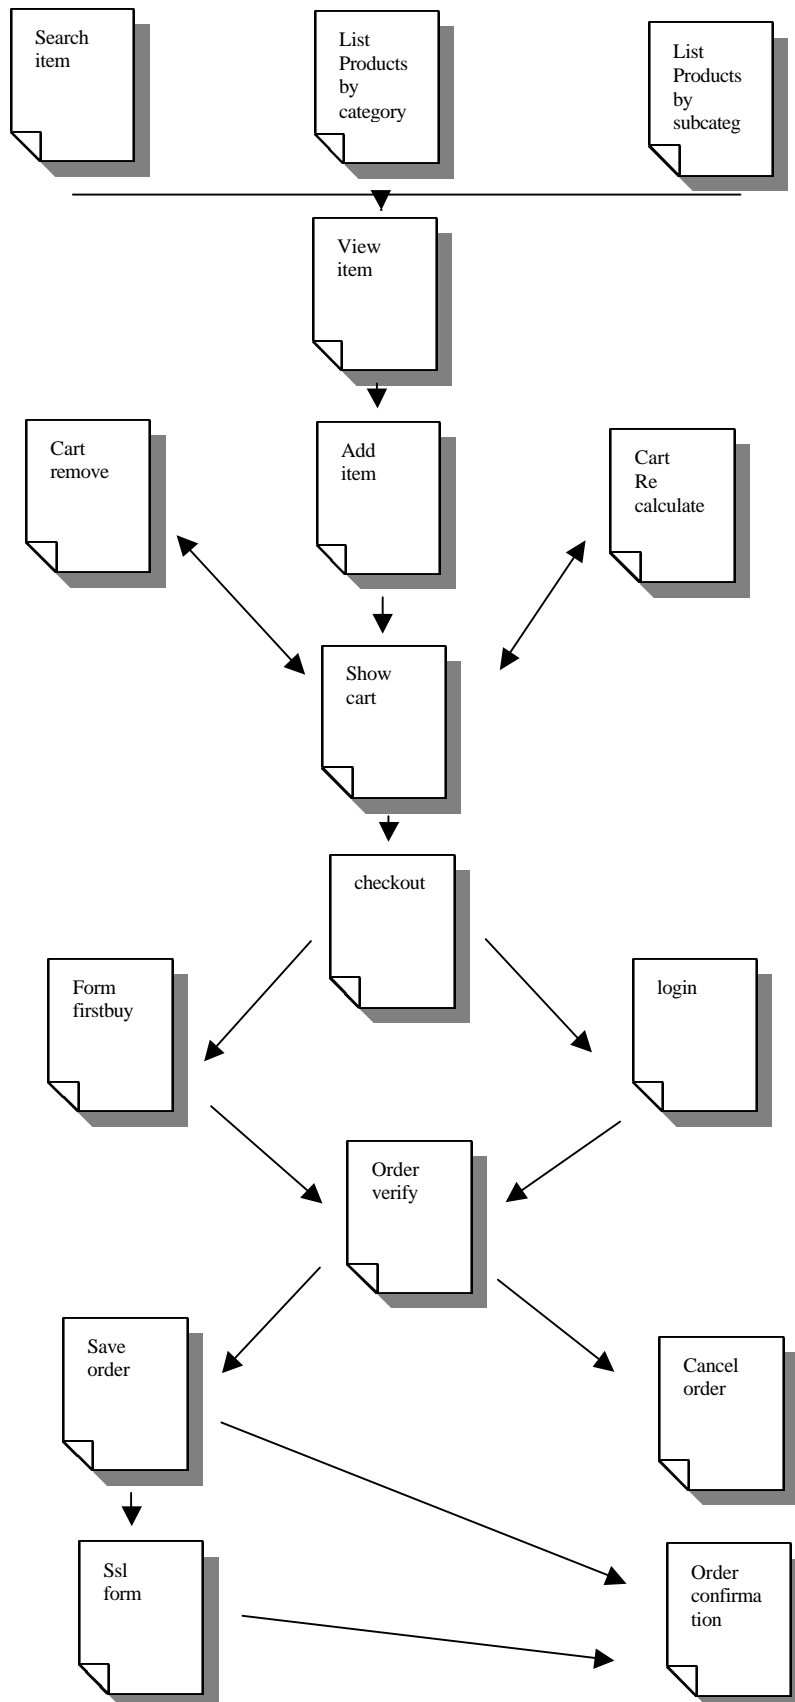 Search
item
List
Products
by
category
List
Products
by
subcateg
View
item
Cart
remove
Add
item
Cart
Re
calculate
Show
cart
checkout
Form
firstbuy
login
Order
verify
Save
order
Cancel
order
Ssl
form
Order
confirma
tion